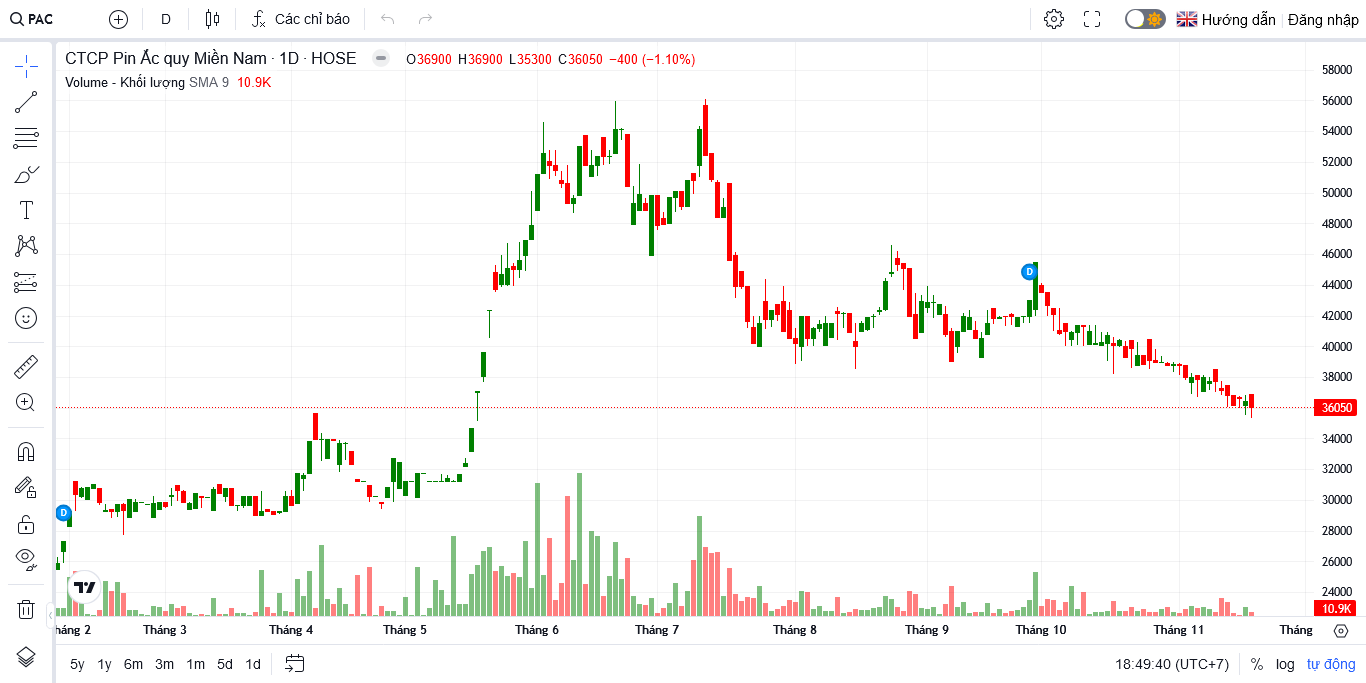 PAC D Các chỉ báo Hướng dẫn Đăng nhập
CTCP Pin Ắc quy Miền Nam · 1D · HOSE O36900 H36900 L35300 C36050 −400 (−1.10%)
Volume - Khối lượng SMA 9 10.9K
58000
56000
54000
52000
50000
48000
46000
44000
42000
40000
38000
36050
34000
32000
30000
28000
26000
24000
10.9K
D
D
háng 2 Tháng 3 Tháng 4 Tháng 5 Tháng 6 Tháng 7 Tháng 8 Tháng 9 Tháng 10 Tháng 11 Tháng
5y 1y 6m 3m 1m 5d 1d 18:49:40 (UTC+7) % log tự động